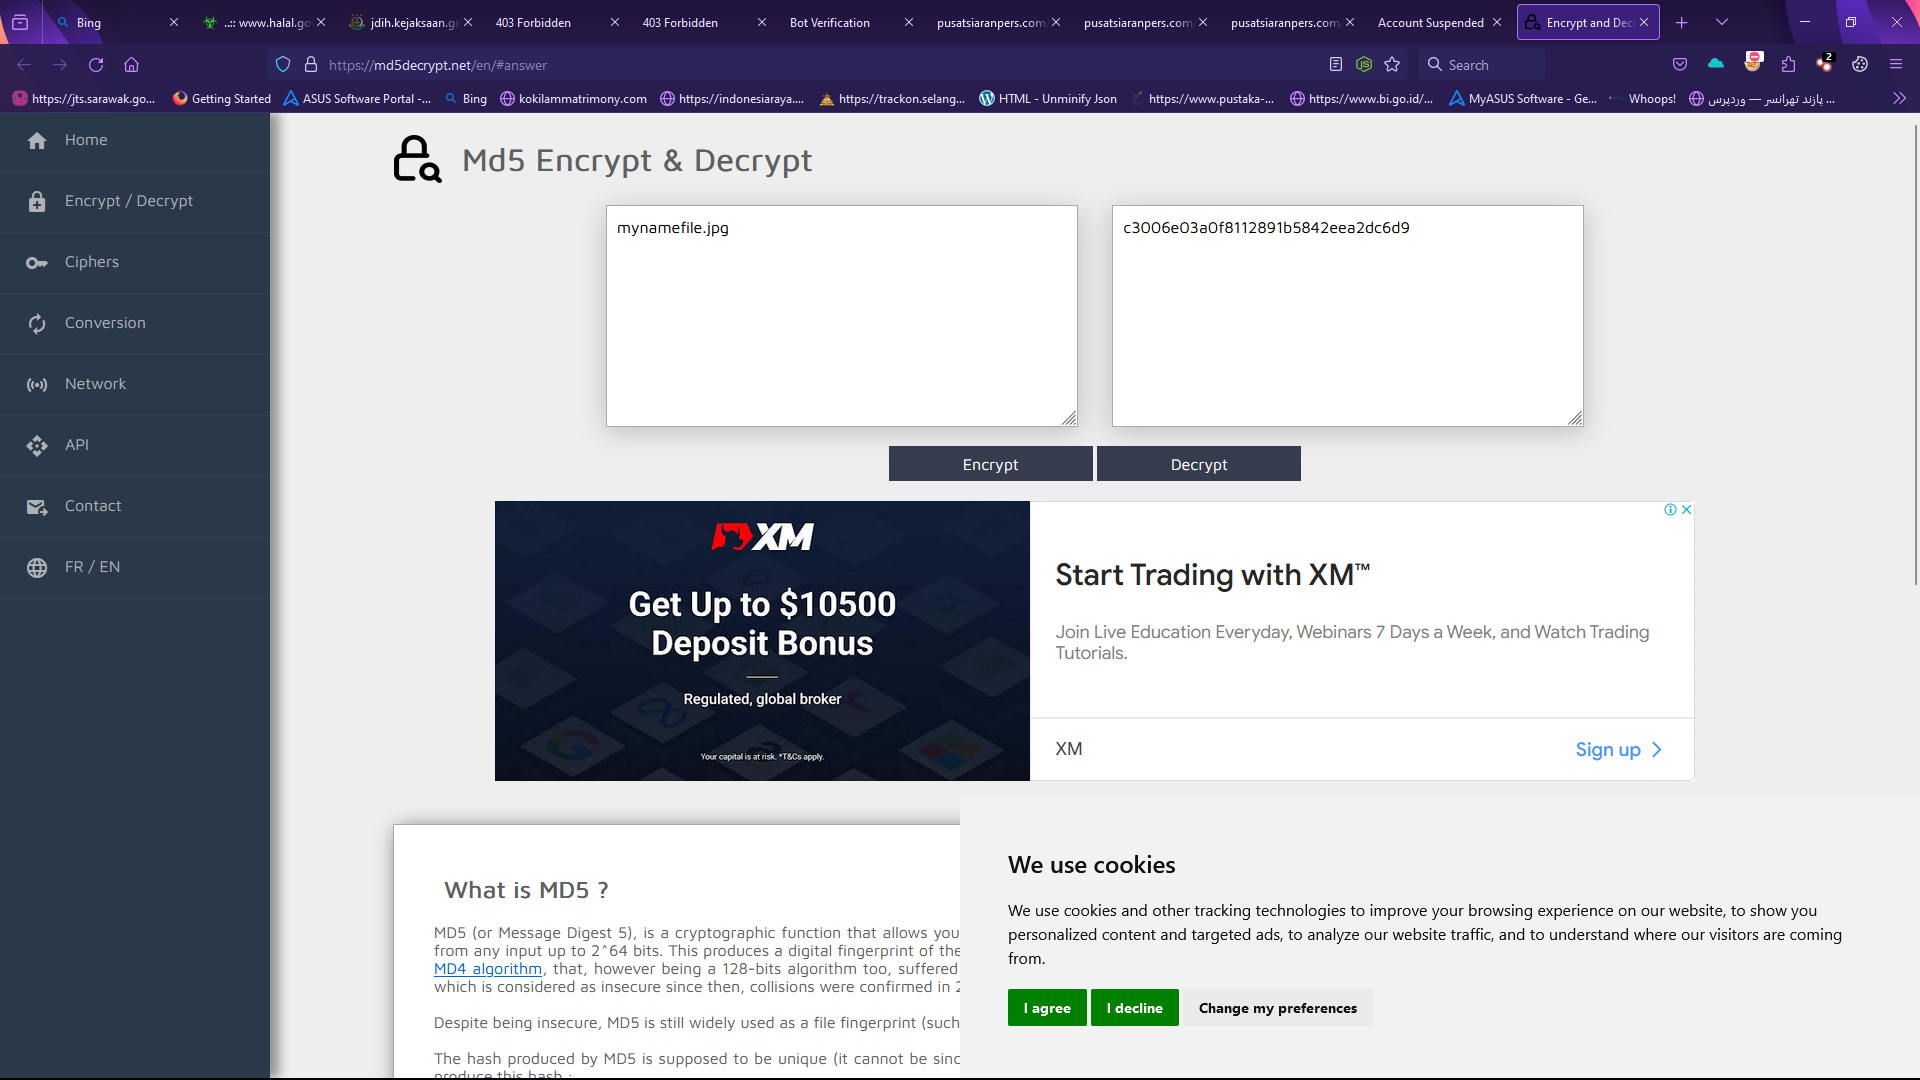 Bing
..:: www.halal.go
jdih.kejaksaan.go
403 Forbidden
403 Forbidden
Bot Verification
pusatsiaranpers.com
pusatsiaranpers.com
pusatsiaranpers.com
Account Suspended
Encrypt and Dec
https://md5decrypt.net/en/#answer
Search
2
https://jts.sarawak.go...
Getting Started
ASUS Software Portal -...
Bing
kokilammatrimony.com
https://indonesiaraya....
https://trackon.selang...
HTML - Unminify Json
https://www.pustaka-...
https://www.bi.go.id/...
MyASUS Software - Ge...
Whoops!
پازند تهرانسر — وردپرس ...
Home
Encrypt / Decrypt
Ciphers
Conversion
Network
API
Contact
FR / EN
Md5 Encrypt & Decrypt
mynamefile.jpg
c3006e03a0f8112891b5842eea2dc6d9
Encrypt
Decrypt
XM
Get Up to $10500
Deposit Bonus
Regulated, global broker
Your capital is at risk. *T&Cs apply.
Start Trading with XM™
Join Live Education Everyday, Webinars 7 Days a Week, and Watch Trading
Tutorials.
XM
Sign up
What is MD5 ?
MD5 (or Message Digest 5), is a cryptographic function that allows you
from any input up to 2^64 bits. This produces a digital fingerprint of the
MD4 algorithm, that, however being a 128-bits algorithm too, suffered
which is considered as insecure since then, collisions were confirmed in 2
Despite being insecure, MD5 is still widely used as a file fingerprint (such
The hash produced by MD5 is supposed to be unique (it cannot be sinc
produce this hash :
We use cookies
We use cookies and other tracking technologies to improve your browsing experience on our website, to show you
personalized content and targeted ads, to analyze our website traffic, and to understand where our visitors are coming
from.
I agree
I decline
Change my preferences